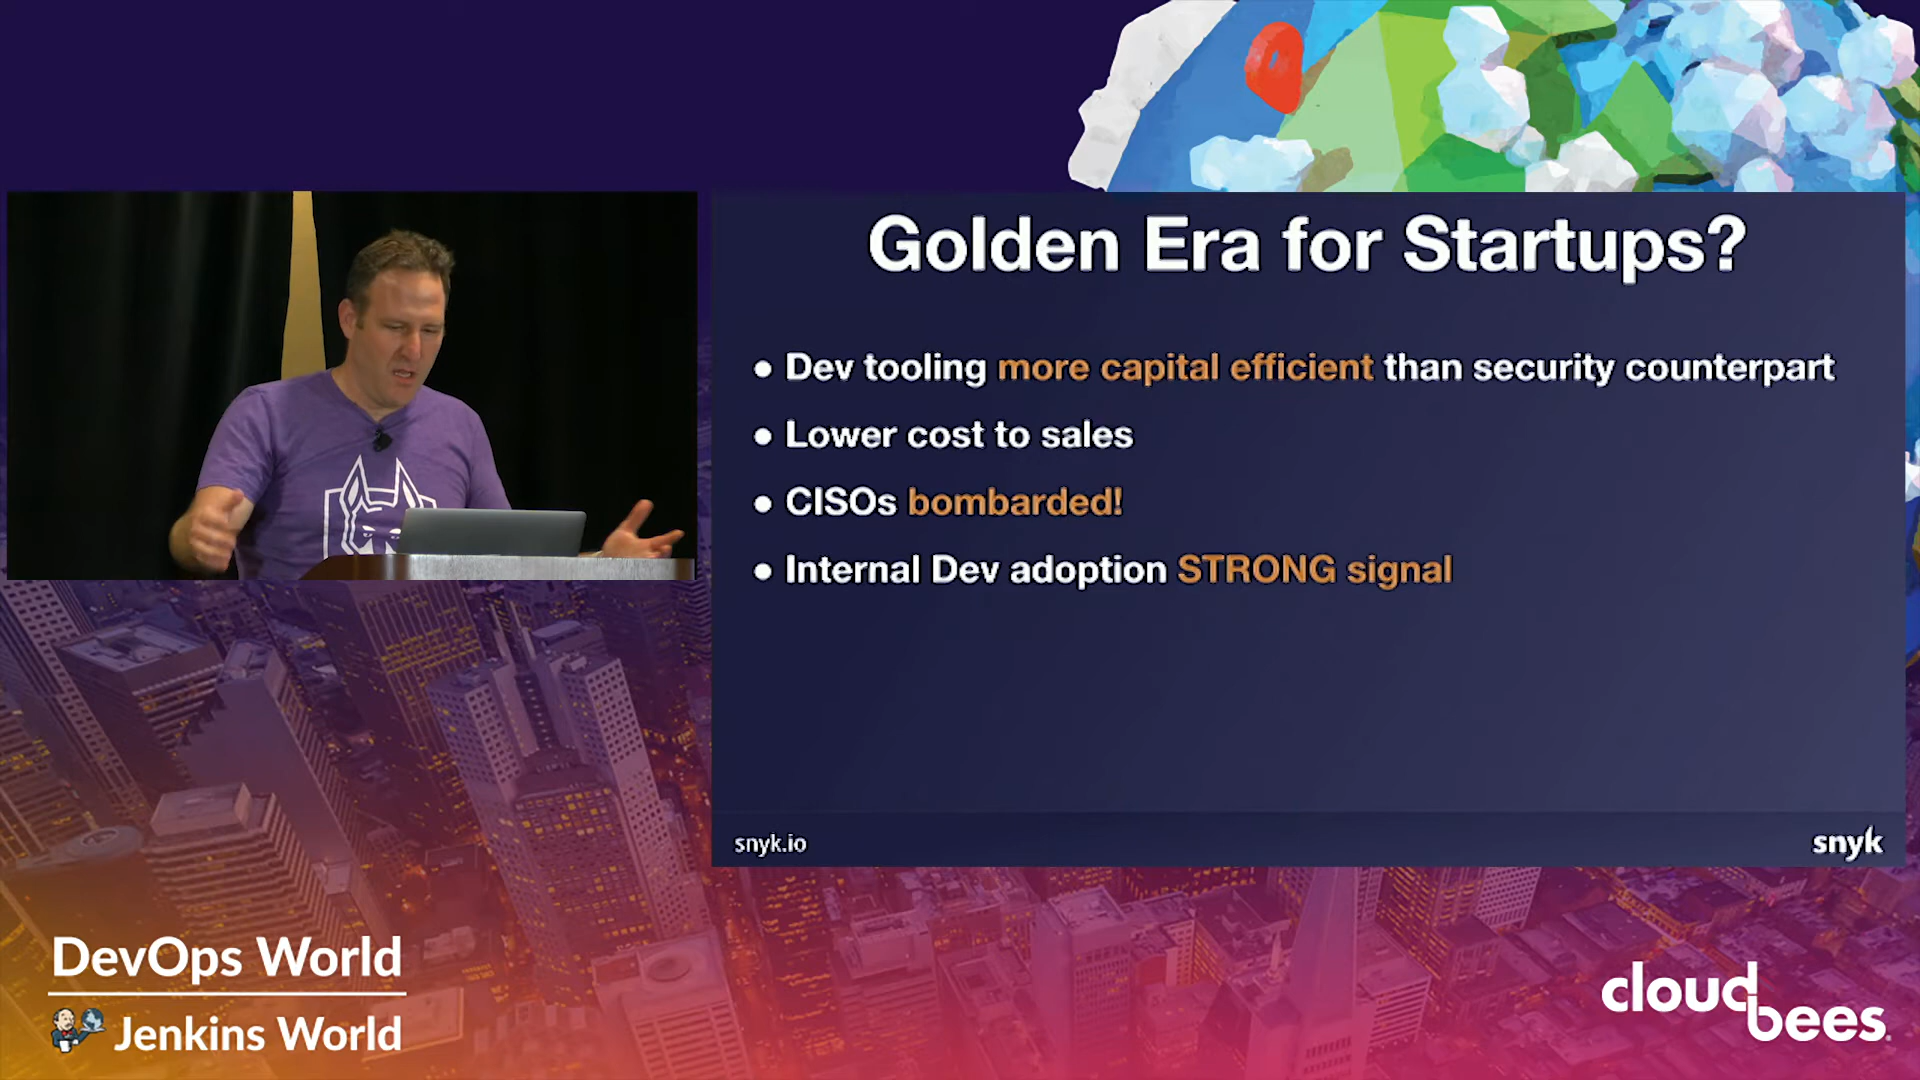 Golden Era for Startups?
• Dev tooling more capital efficient than security counterpart
• Lower cost to sales
• CISOs bombarded!
• Internal Dev adoption STRONG signal
snyk.io
snyk
DevOps World
Jenkins World
cloudbees